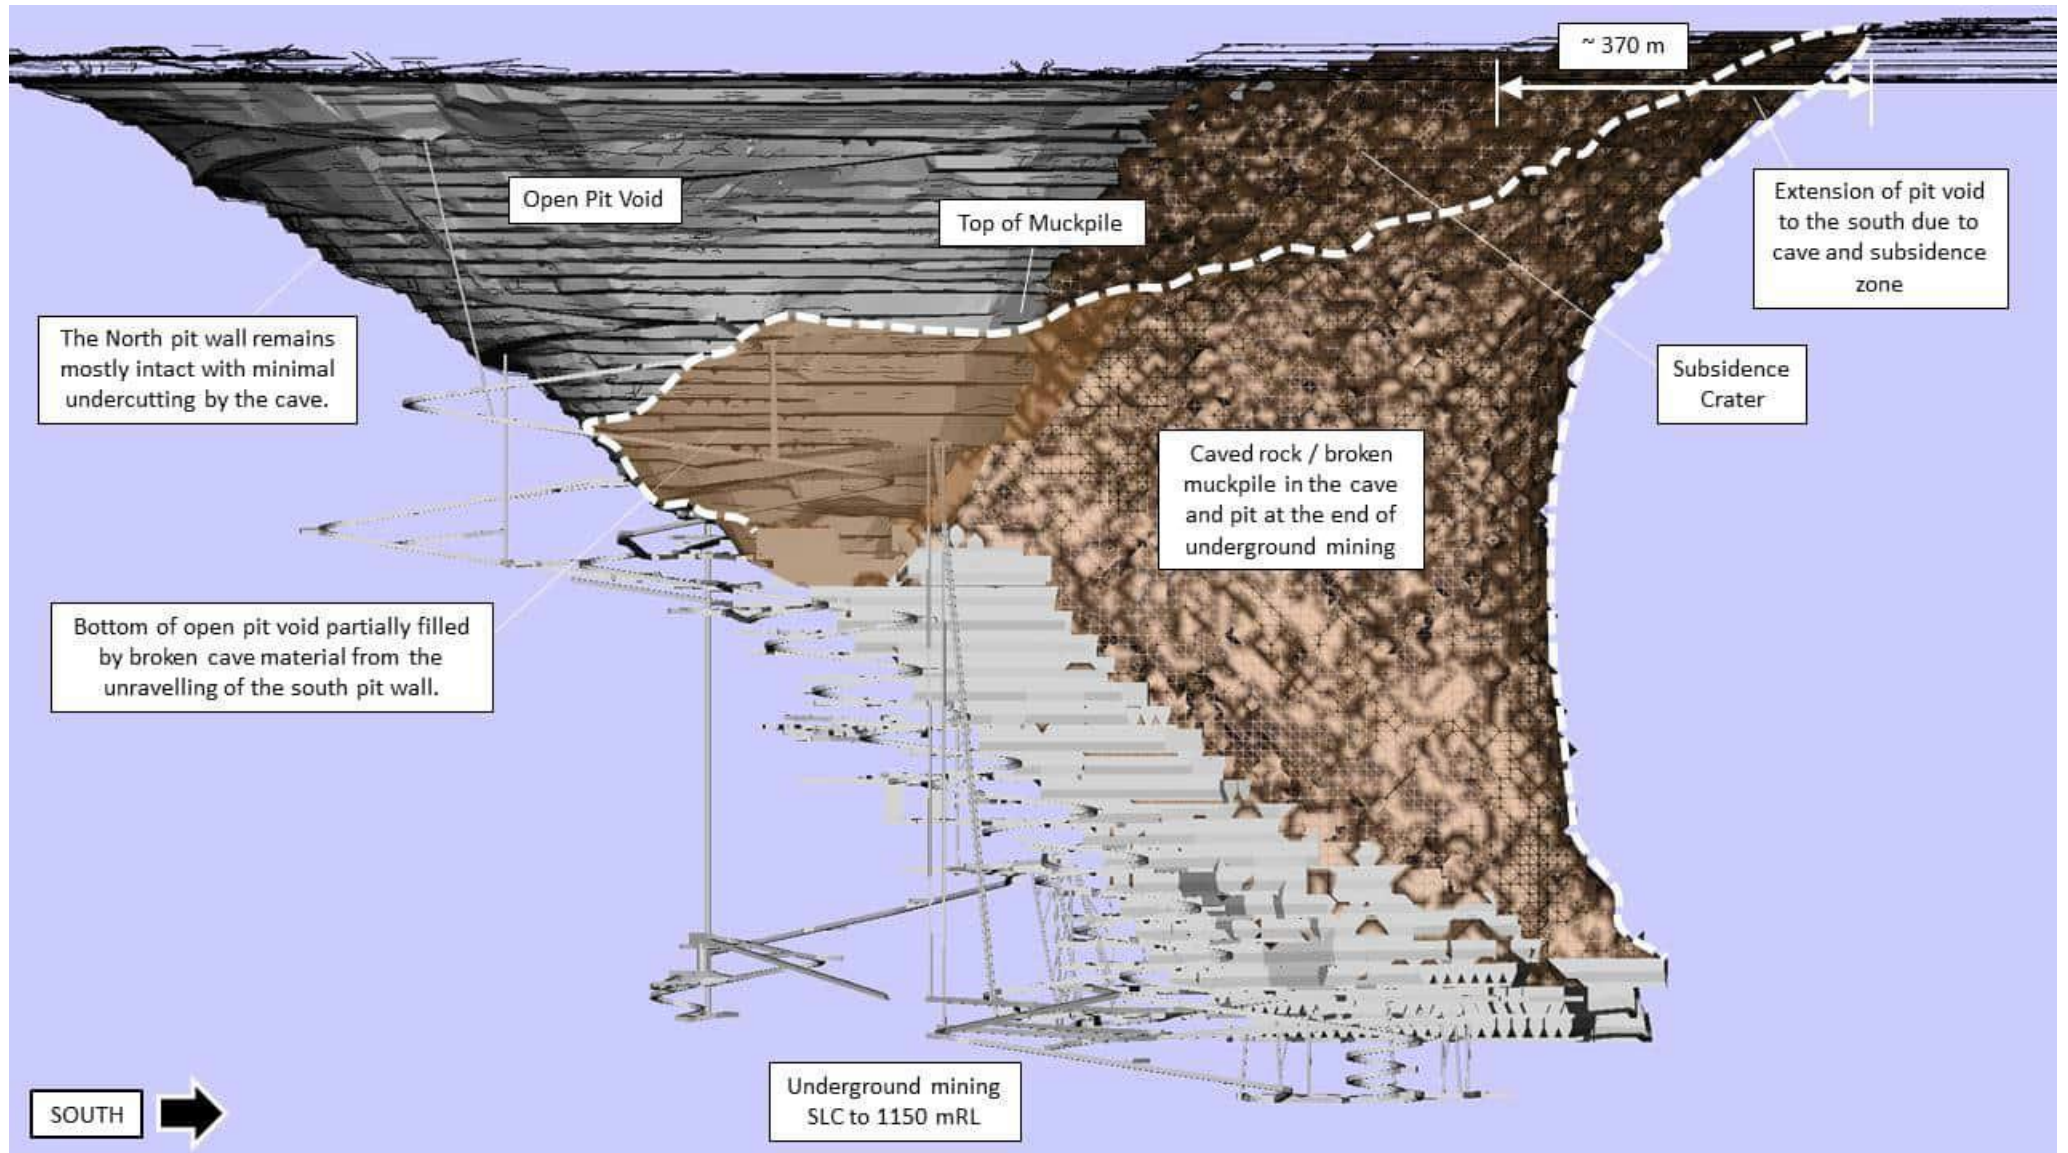 ~ 370 m
Open Pit Void
Top of Muckpile
Extension of pit void
to the south due to
cave and subsidence
zone
The North pit wall remains
mostly intact with minimal
undercutting by the cave.
Subsidence
Crater
Caved rock / broken
muckpile in the cave
and pit at the end of
underground mining
Bottom of open pit void partially filled
by broken cave material from the
unravelling of the south pit wall.
Underground mining
SLC to 1150 mRL
SOUTH